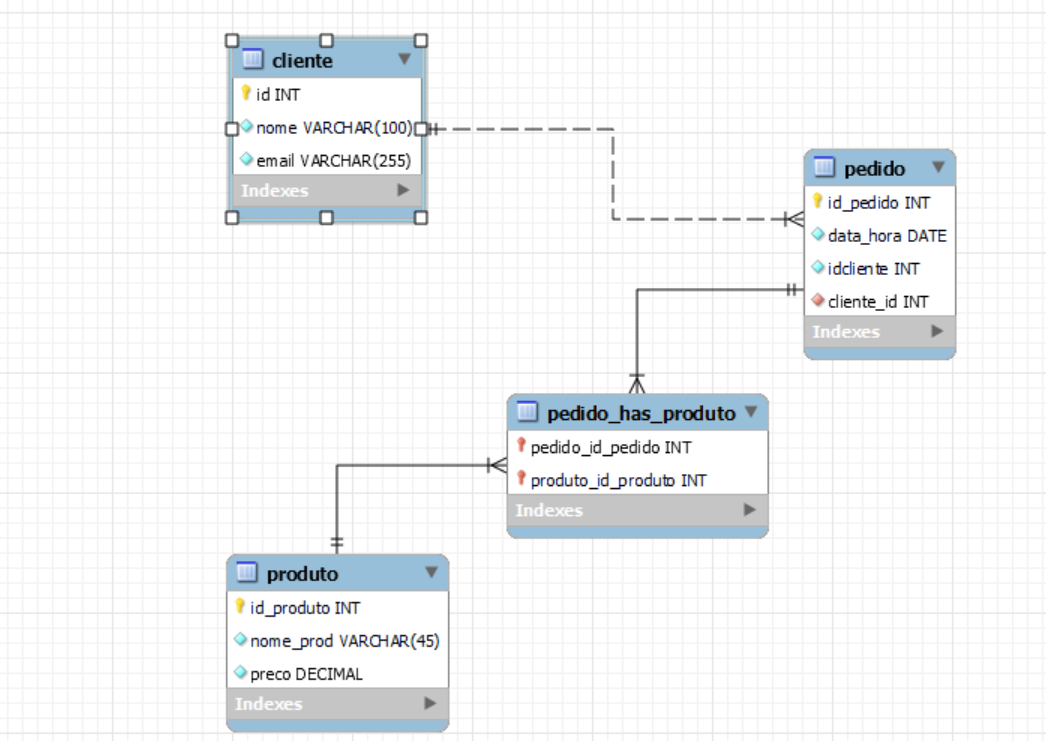 cliente
id INT
nome VARCHAR(100)
email VARCHAR(255)
Indexes
pedido
id_pedido INT
data_hora DATE
idcliente INT
cliente_id INT
Indexes
pedido_has_produto
pedido_id_pedido INT
produto_id_produto INT
Indexes
produto
id_produto INT
nome_prod VARCHAR(45)
preco DECIMAL
Indexes